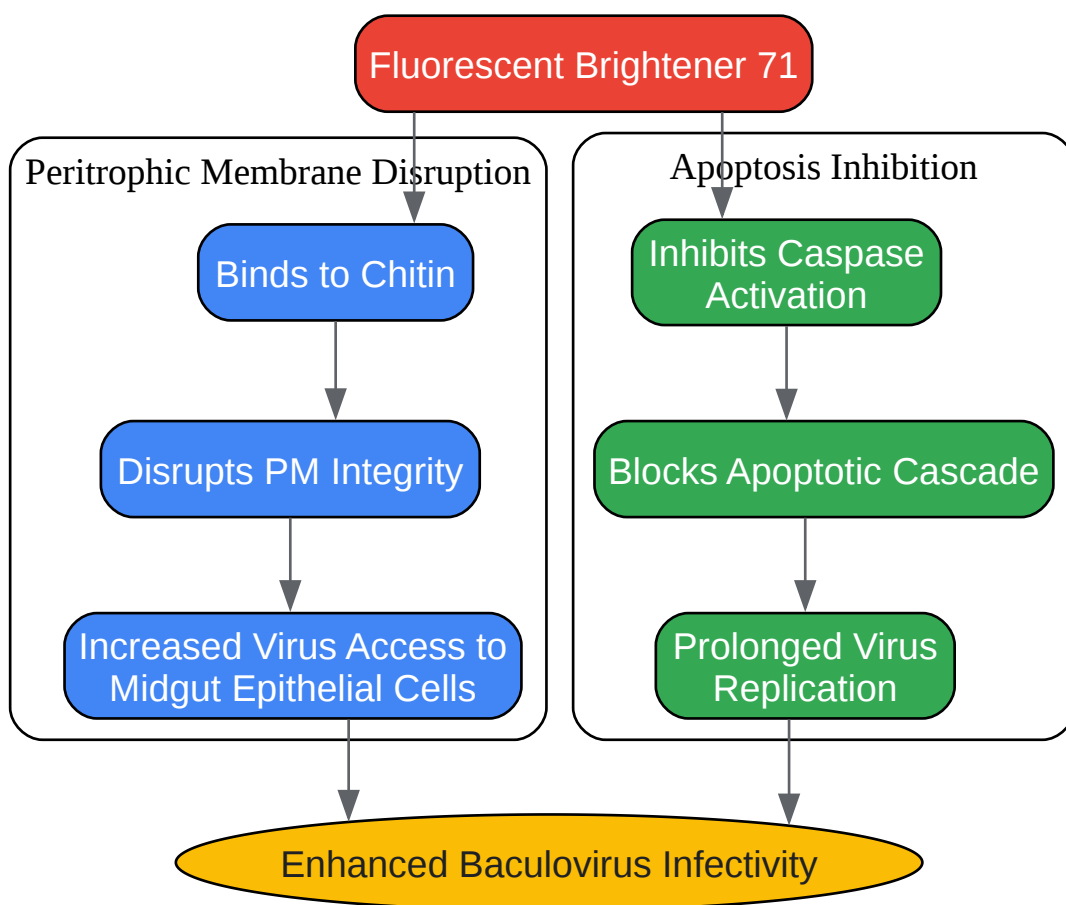 Fluorescent Brightener 71
Peritrophic Membrane Disruption
Binds to Chitin
Disrupts PM Integrity
Increased Virus Access to
Midgut Epithelial Cells
Apoptosis Inhibition
Inhibits Caspase
Activation
Blocks Apoptotic Cascade
Prolonged Virus
Replication
Enhanced Baculovirus Infectivity